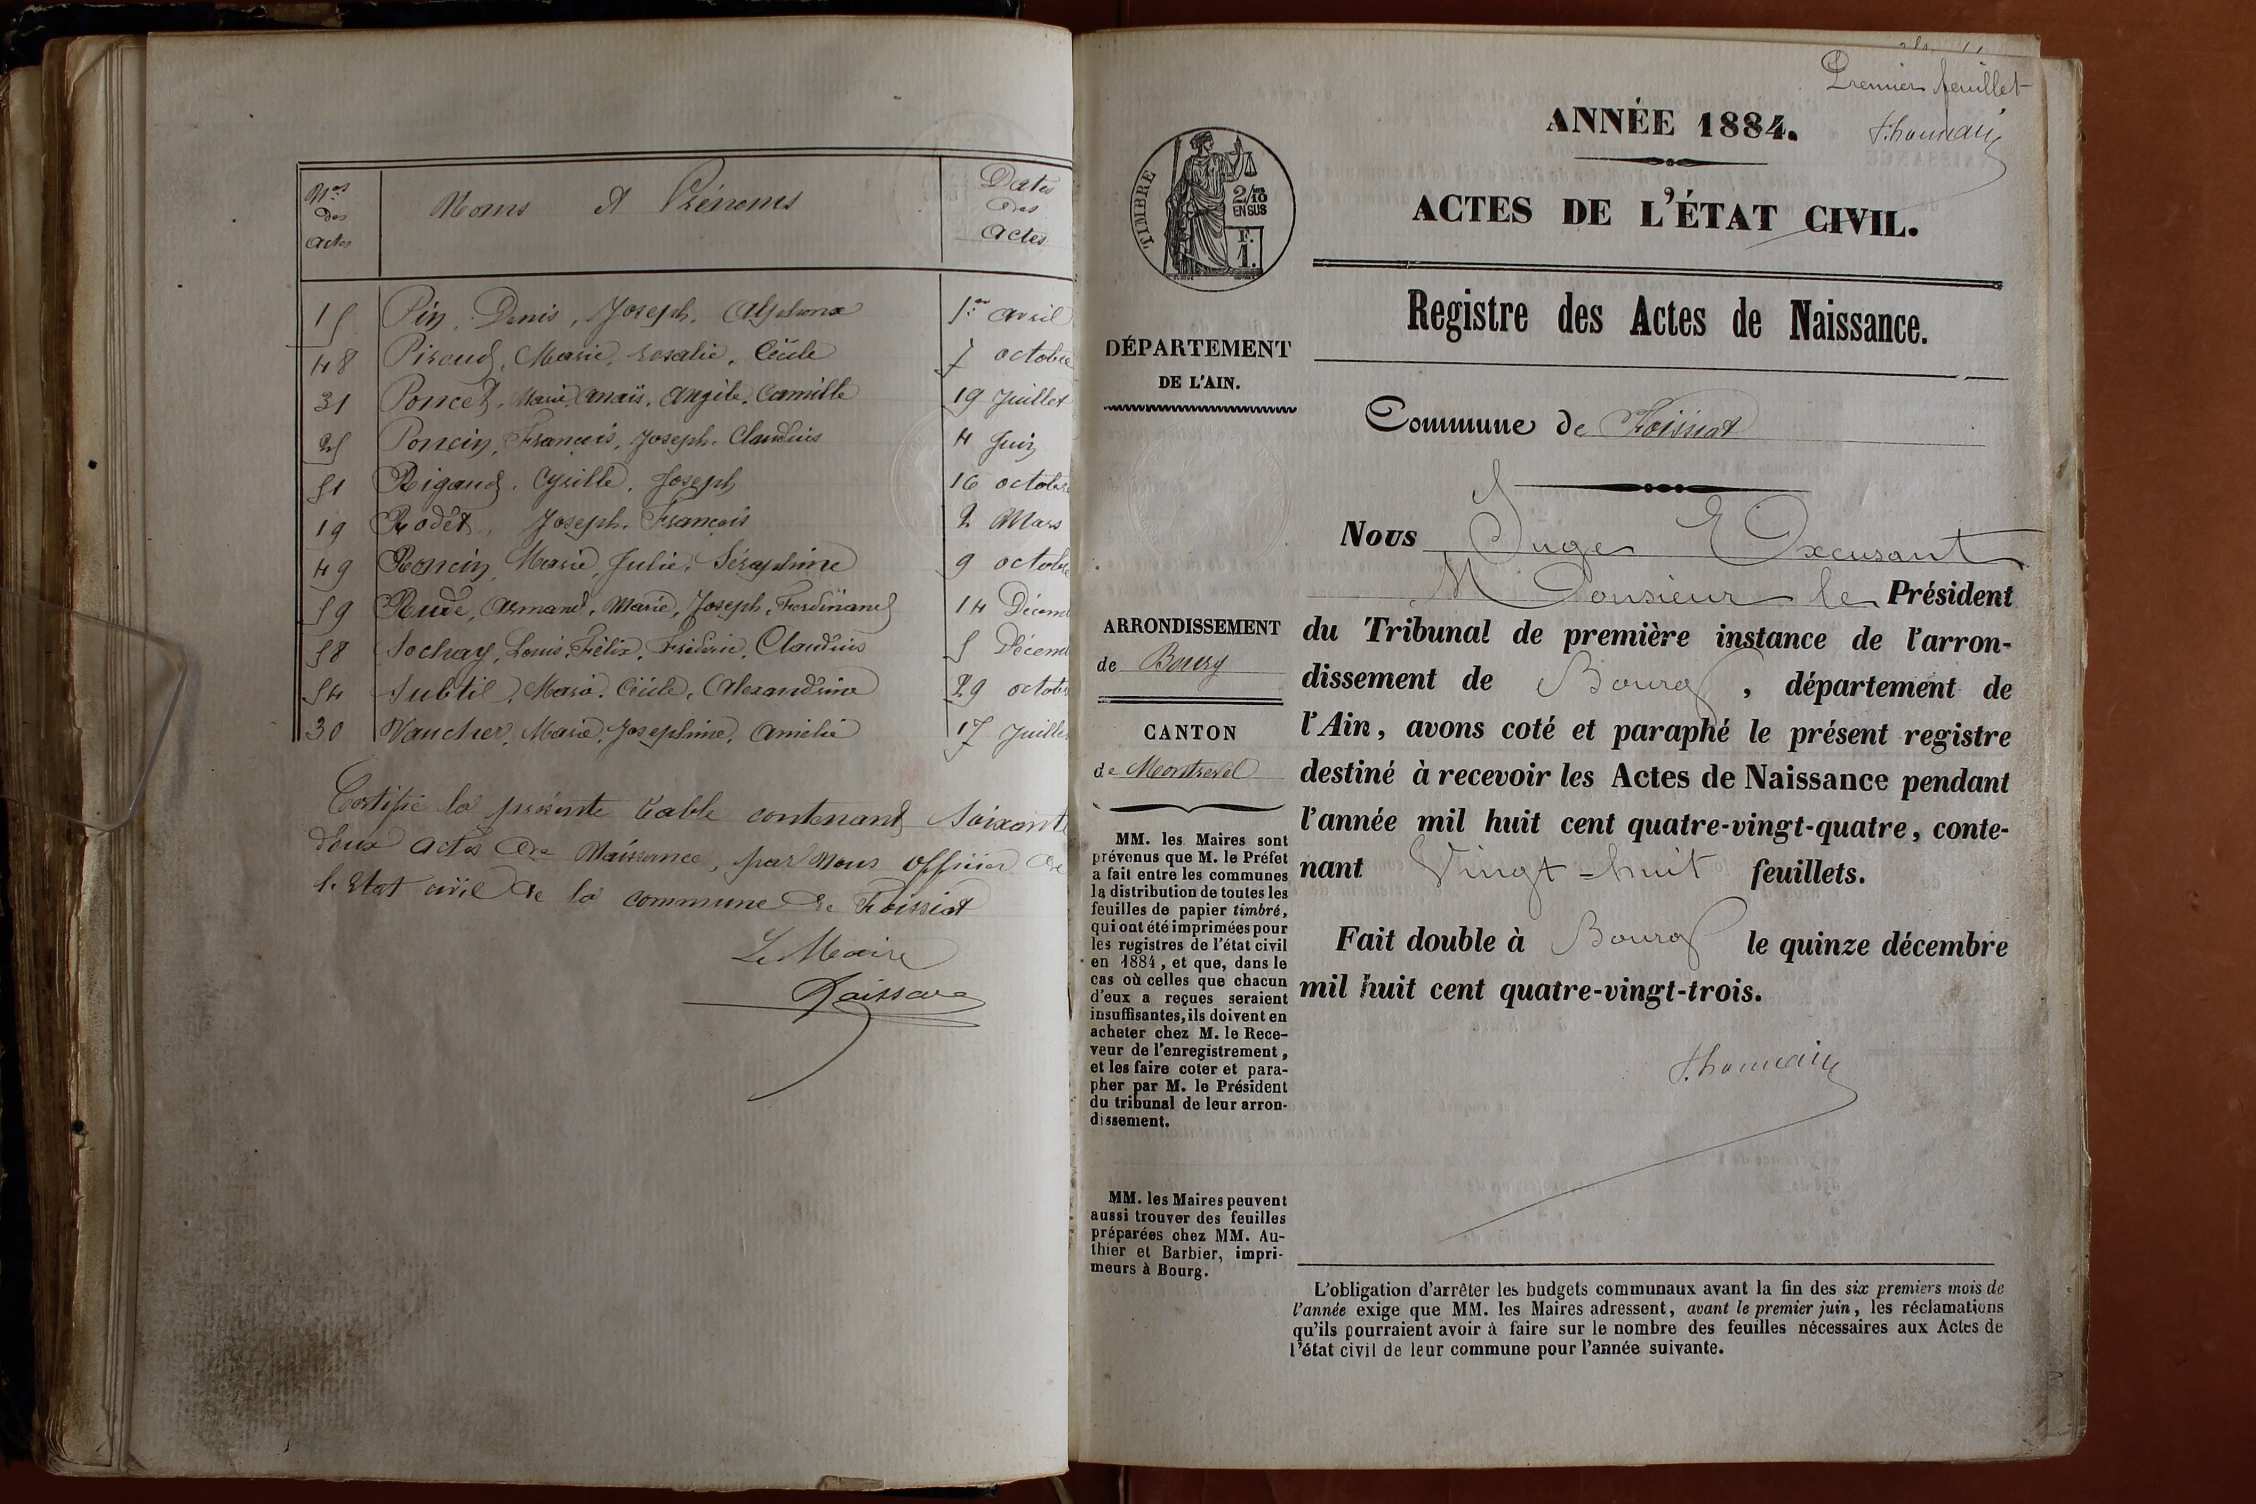 Nos des actes
Noms et Prénoms
Dates des Actes
15 Pin, Denis, Joseph, Alphonse 1er avril
48 Piroud, Marie, rosalie, Cécile 7 octobre
31 Poncet, Marie, Anaïs, Angèle, Camille 19 Juillet
25 Poncin, François, Joseph, Claudius 4 Juin
51 Rigaud, Cyrille, Joseph 16 octobre
19 Rodet, Joseph, François 2 Mars
49 Roncin, Marie, Julie, Séraphine 9 octobre
59 Rude, Armand, Marie, Joseph, Ferdinand 14 Décem
58 Sochay, Louis, Félix, Fréderic, Claudius 5 Décem
54 Subtil, Marie, Cécile, Alexandrine 29 octob
30 Vaucher, Marie, Josephine, Amélie 17 Juillet
Certifié la présente table contenant Soixante
deux actes de Naissance, par Nous officier de
l'Etat civil de la commune de Foissiat
Le Maire
Premier feuillet
Thoumain
TIMBRE
2/10 EN SUS
F. 1.
ANNÉE 1884.
ACTES DE L'ÉTAT CIVIL.
Registre des Actes de Naissance.
DÉPARTEMENT
DE L'AIN.
Commune de Foissiat
Nous Juge Excusant
Monsieur le Président
du Tribunal de première instance de l'arron-
dissement de Bourg, département de
l'Ain, avons coté et paraphé le présent registre
destiné à recevoir les Actes de Naissance pendant
l'année mil huit cent quatre-vingt-quatre, conte-
nant Vingt-huit feuillets.
Fait double à Bourg le quinze décembre
mil huit cent quatre-vingt-trois.
Thoumain
ARRONDISSEMENT
de Bourg
CANTON
de Montrevel
MM. les Maires sont
prévenus que M. le Préfet
a fait entre les communes
la distribution de toutes les
feuilles de papier timbré,
qui ont été imprimées pour
les registres de l'état civil
en 1884, et que, dans le
cas où celles que chacun
d'eux a reçues seraient
insuffisantes, ils doivent en
acheter chez M. le Rece-
veur de l'enregistrement,
et les faire coter et para-
pher par M. le Président
du tribunal de leur arron-
dissement.
MM. les Maires peuvent
aussi trouver des feuilles
préparées chez MM. Au-
thier et Barbier, impri-
meurs à Bourg.
L'obligation d'arrêter les budgets communaux avant la fin des six premiers mois de
l'année exige que MM. les Maires adressent, avant le premier juin, les réclamations
qu'ils pourraient avoir à faire sur le nombre des feuilles nécessaires aux Actes de
l'état civil de leur commune pour l'année suivante.